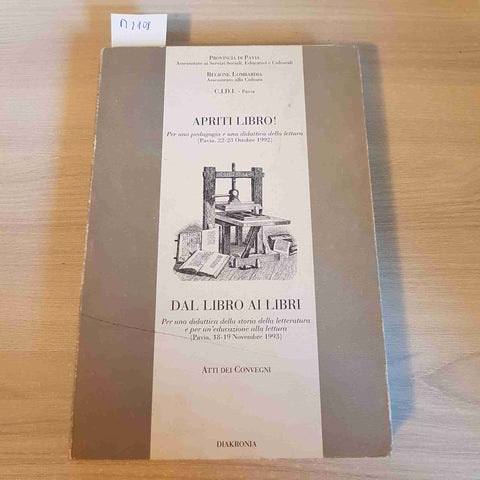 M2408
PROVINCIA DI PAVIA
Assessorato ai Servizi Sociali, Educativi e Culturali
REGIONE LOMBARDIA
Assessorato alla Cultura
C.I.D.I. - Pavia
APRITI LIBRO!
Per una pedagogia e una didattica della lettura
(Pavia, 22-23 Ottobre 1992)
DAL LIBRO AI LIBRI
Per una didattica della storia della letteratura
e per un'educazione alla lettura
(Pavia, 18-19 Novembre 1993)
ATTI DEI CONVEGNI
DIAKRONIA